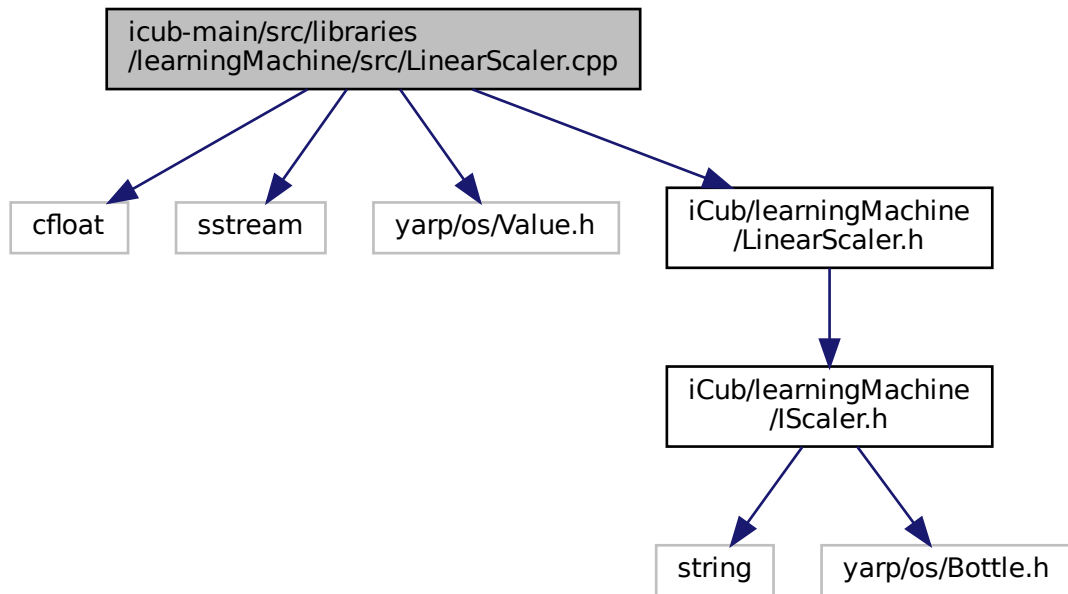 icub-main/src/libraries
/learningMachine/src/LinearScaler.cpp
cfloat
sstream
yarp/os/Value.h
iCub/learningMachine
/LinearScaler.h
iCub/learningMachine
/IScaler.h
string
yarp/os/Bottle.h